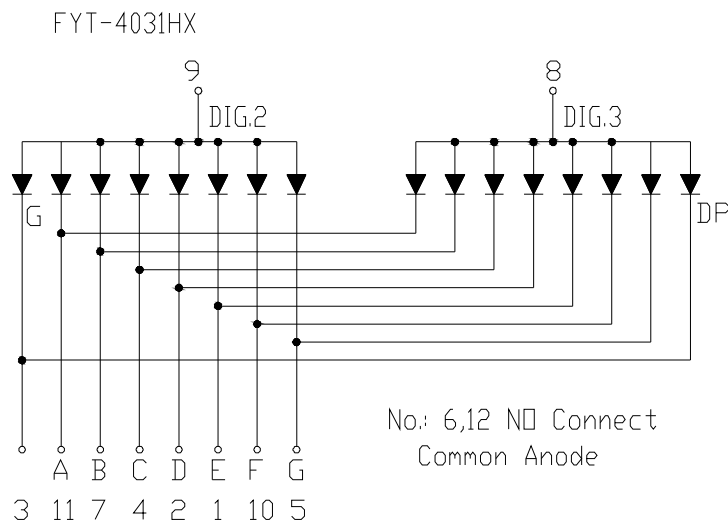 FYT-4031HX
9 8
DIG.2 DIG.3
G DP
No.: 6,12 NO Connect
Common Anode
A B C D E F G
3 11 7 4 2 1 10 5